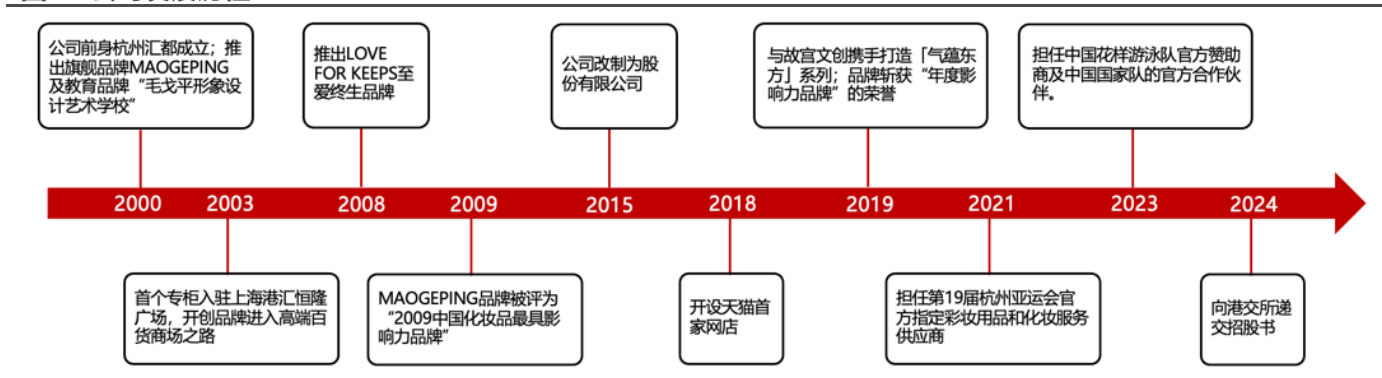 公司前身杭州汇都成立；推
出旗舰品牌MAOGEPING
及教育品牌“毛戈平形象设
计艺术学校”
推出LOVE
FOR KEEPS至
爱终生品牌
公司改制为股
份有限公司
与故宫文创携手打造「气蕴东
方」系列；品牌斩获“年度影
响力品牌”的荣誉
担任中国花样游泳队官方赞助
商及中国国家队的官方合作伙
伴。
2000 2003 2008 2009 2015 2018 2019 2021 2023 2024
首个专柜入驻上海港汇恒隆
广场，开创品牌进入高端百
货商场之路
MAOGEPING品牌被评为
“2009中国化妆品最具影
响力品牌”
开设天猫首
家网店
担任第19届杭州亚运会官
方指定彩妆用品和化妆服务
供应商
向港交所递
交招股书